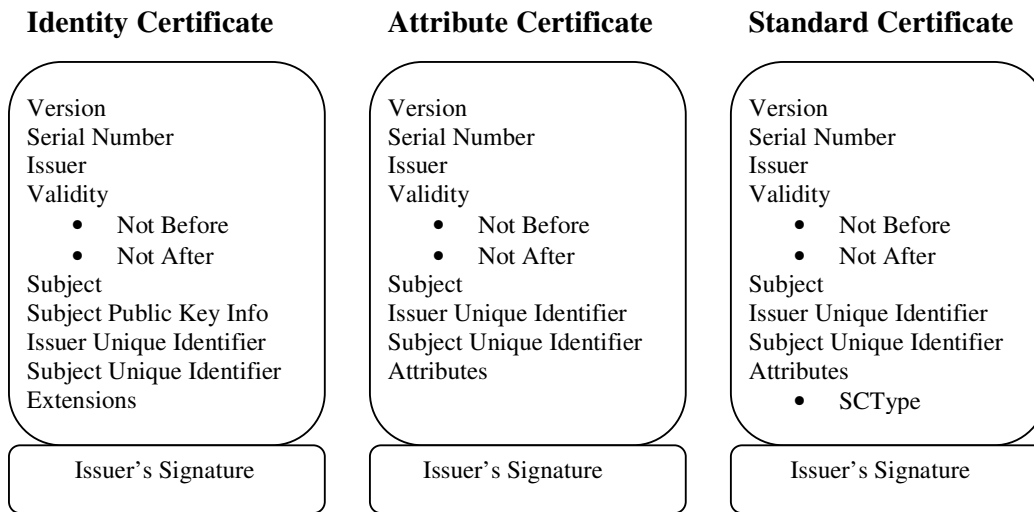 Identity Certificate
Version
Serial Number
Issuer
Validity
• Not Before
• Not After
Subject
Subject Public Key Info
Issuer Unique Identifier
Subject Unique Identifier
Extensions
Issuer’s Signature
Attribute Certificate
Version
Serial Number
Issuer
Validity
• Not Before
• Not After
Subject
Issuer Unique Identifier
Subject Unique Identifier
Attributes
Issuer’s Signature
Standard Certificate
Version
Serial Number
Issuer
Validity
• Not Before
• Not After
Subject
Issuer Unique Identifier
Subject Unique Identifier
Attributes
• SCType
Issuer’s Signature